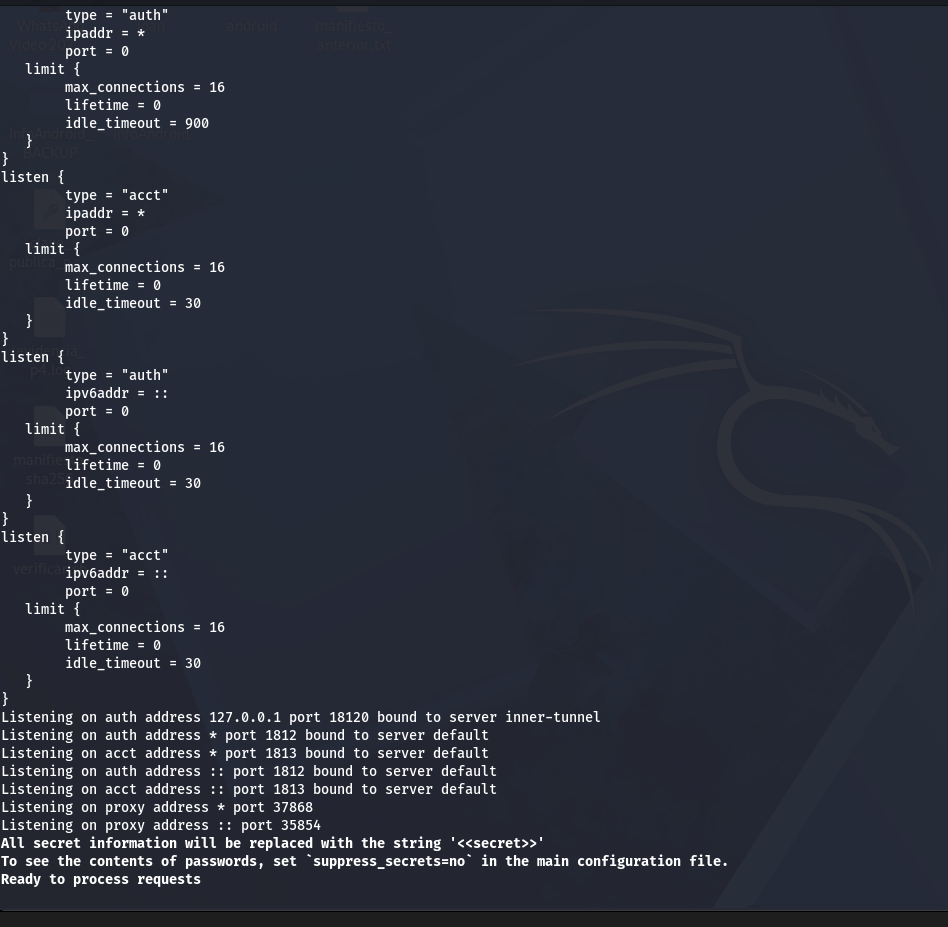 type = "auth"
ipaddr = *
port = 0
limit {
max_connections = 16
lifetime = 0
idle_timeout = 900
}
}
listen {
type = "acct"
ipaddr = *
port = 0
limit {
max_connections = 16
lifetime = 0
idle_timeout = 30
}
}
listen {
type = "auth"
ipv6addr = ::
port = 0
limit {
max_connections = 16
lifetime = 0
idle_timeout = 30
}
}
listen {
type = "acct"
ipv6addr = ::
port = 0
limit {
max_connections = 16
lifetime = 0
idle_timeout = 30
}
}
Listening on auth address 127.0.0.1 port 18120 bound to server inner-tunnel
Listening on auth address * port 1812 bound to server default
Listening on acct address * port 1813 bound to server default
Listening on auth address :: port 1812 bound to server default
Listening on acct address :: port 1813 bound to server default
Listening on proxy address * port 37868
Listening on proxy address :: port 35854
All secret information will be replaced with the string '<<secret>>'
To see the contents of passwords, set `suppress_secrets=no` in the main configuration file.
Ready to process requests